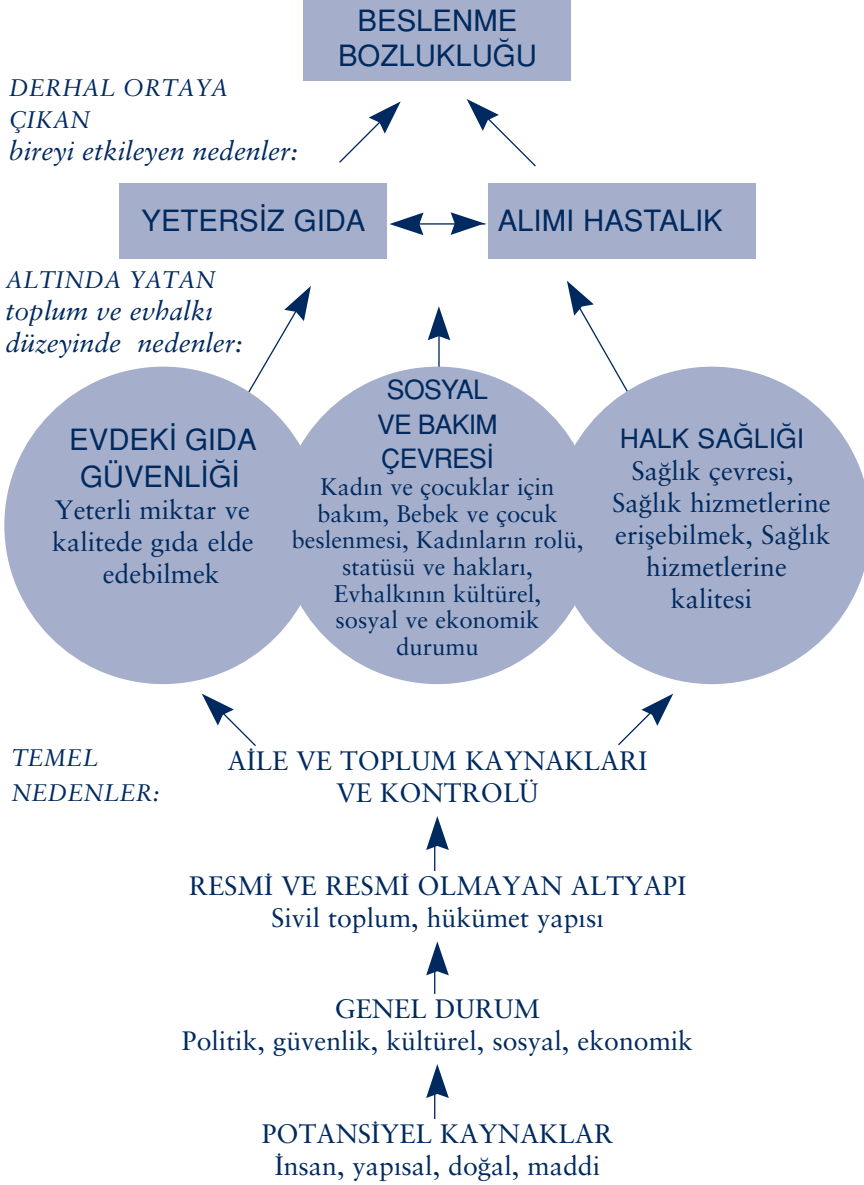 BESLENME
BOZLUKLUĞU
DERHAL ORTAYA
ÇIKAN
bireyi etkileyen nedenler:
YETERSİZ GIDA
ALIMI HASTALIK
ALTINDA YATAN
toplum ve evhalkı
düzeyinde nedenler:
EVDEKİ GIDA
GÜVENLİĞİ
Yeterli miktar ve
kalitede gıda elde
edebilmek
SOSYAL
VE BAKIM
ÇEVRESİ
Kadın ve çocuklar için
bakım, Bebek ve çocuk
beslenmesi, Kadınların rolü,
statüsü ve hakları,
Evhalkının kültürel,
sosyal ve ekonomik
durumu
HALK SAĞLIĞI
Sağlık çevresi,
Sağlık hizmetlerine
erişebilmek, Sağlık
hizmetlerine
kalitesi
TEMEL
NEDENLER:
AİLE VE TOPLUM KAYNAKLARI
VE KONTROLÜ
RESMİ VE RESMİ OLMAYAN ALTYAPI
Sivil toplum, hükümet yapısı
GENEL DURUM
Politik, güvenlik, kültürel, sosyal, ekonomik
POTANSİYEL KAYNAKLAR
İnsan, yapısal, doğal, maddi